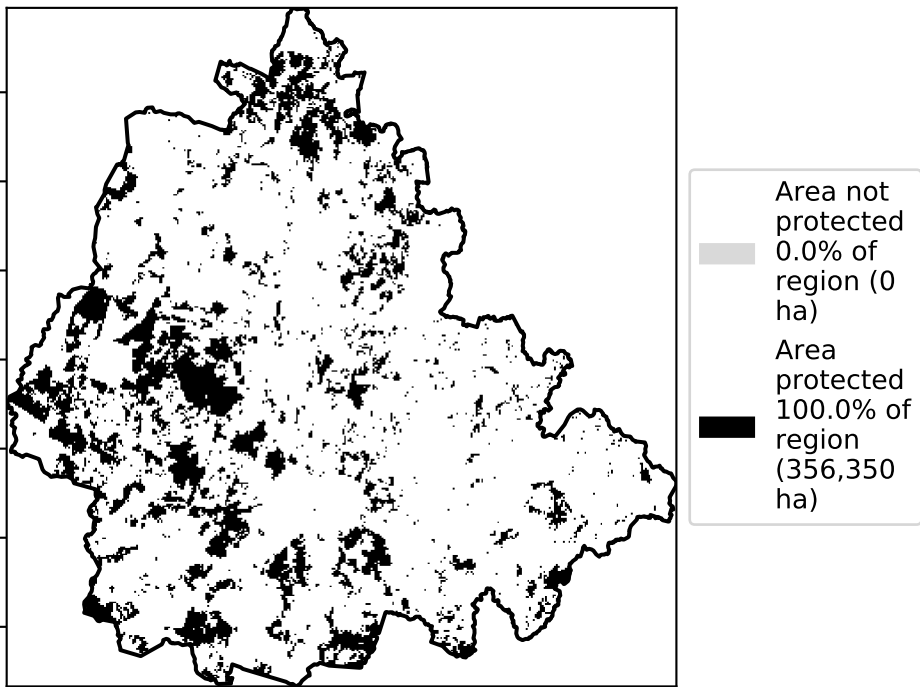 Area not
protected
0.0% of
region (0
ha)
Area
protected
100.0% of
region
(356,350
ha)